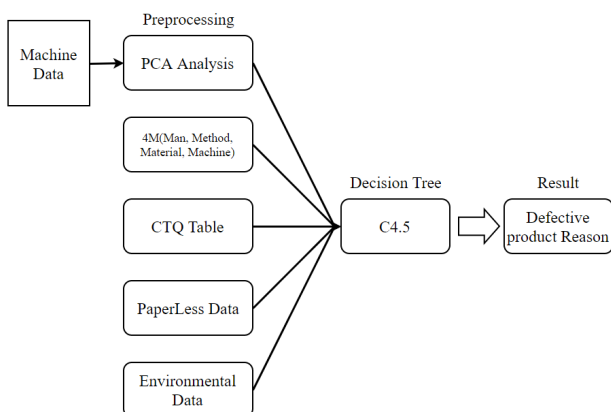 Preprocessing
Machine
Data
PCA Analysis
4M(Man, Method,
Material, Machine)
Decision Tree
Result
CTQ Table
C4.5
Defective
product Reason
PaperLess Data
Environmental
Data